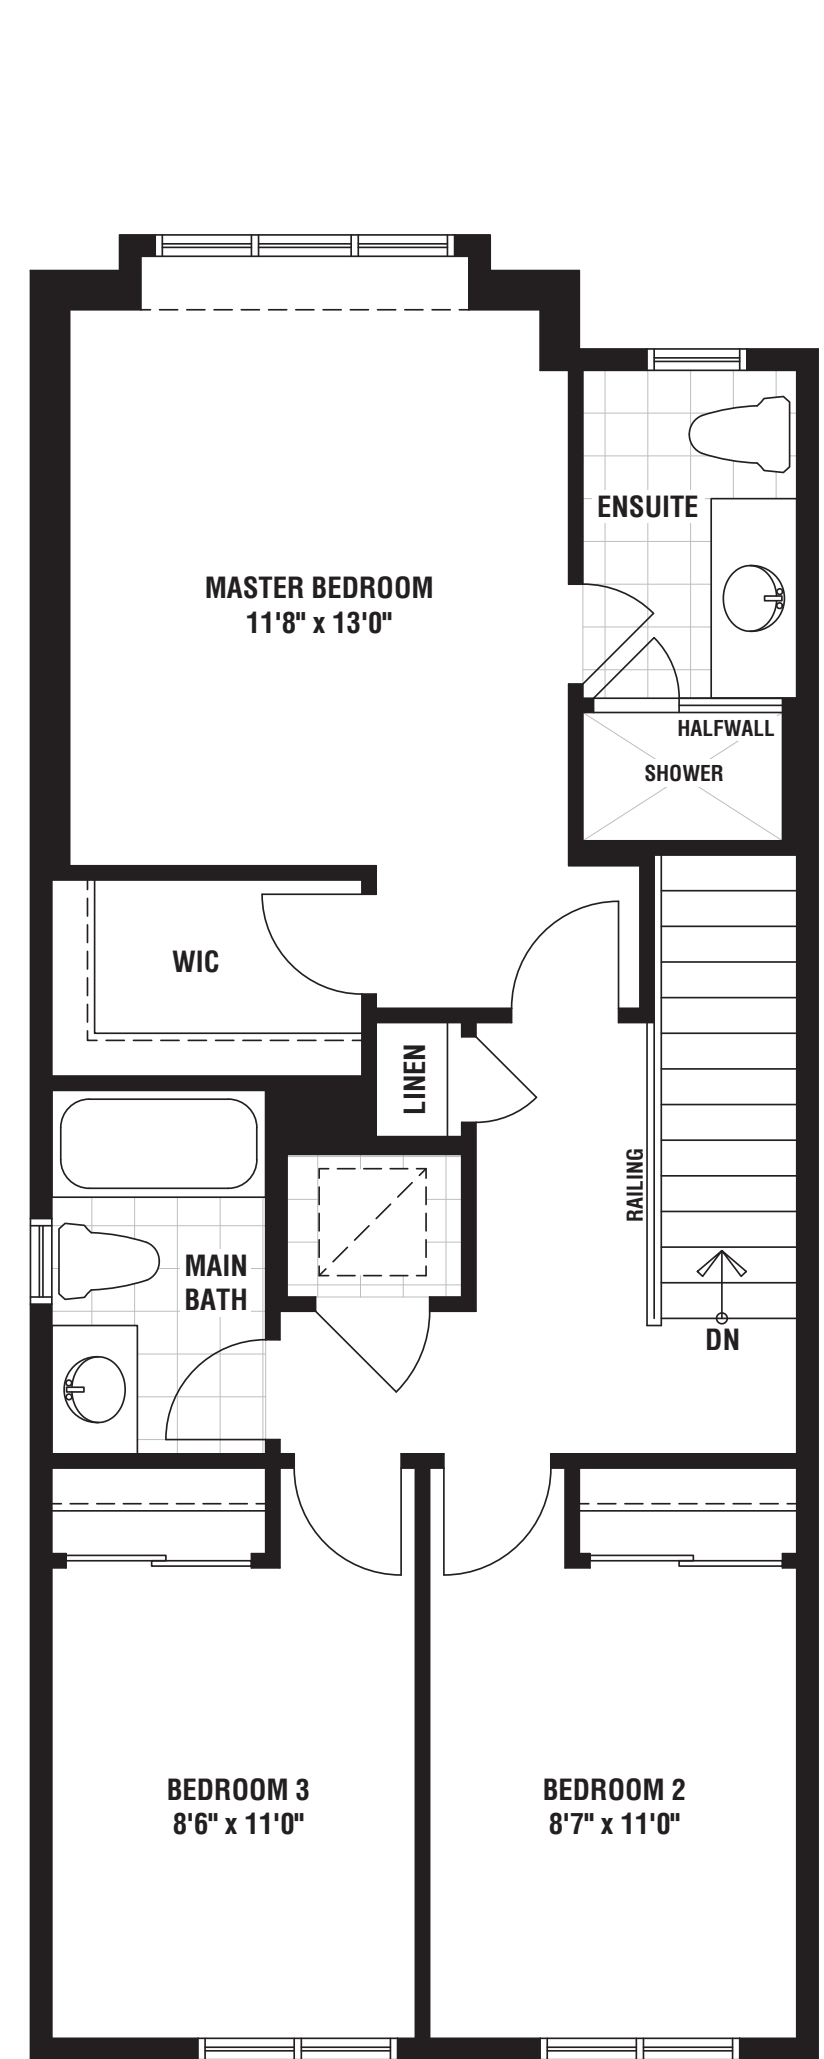 ENSUITE
MASTER BEDROOM
11'8" x 13'0"
HALFWALL
SHOWER
WIC
LINEN
RAILING
MAIN
BATH
DN
BEDROOM 3
8'6" x 11'0"
BEDROOM 2
8'7" x 11'0"